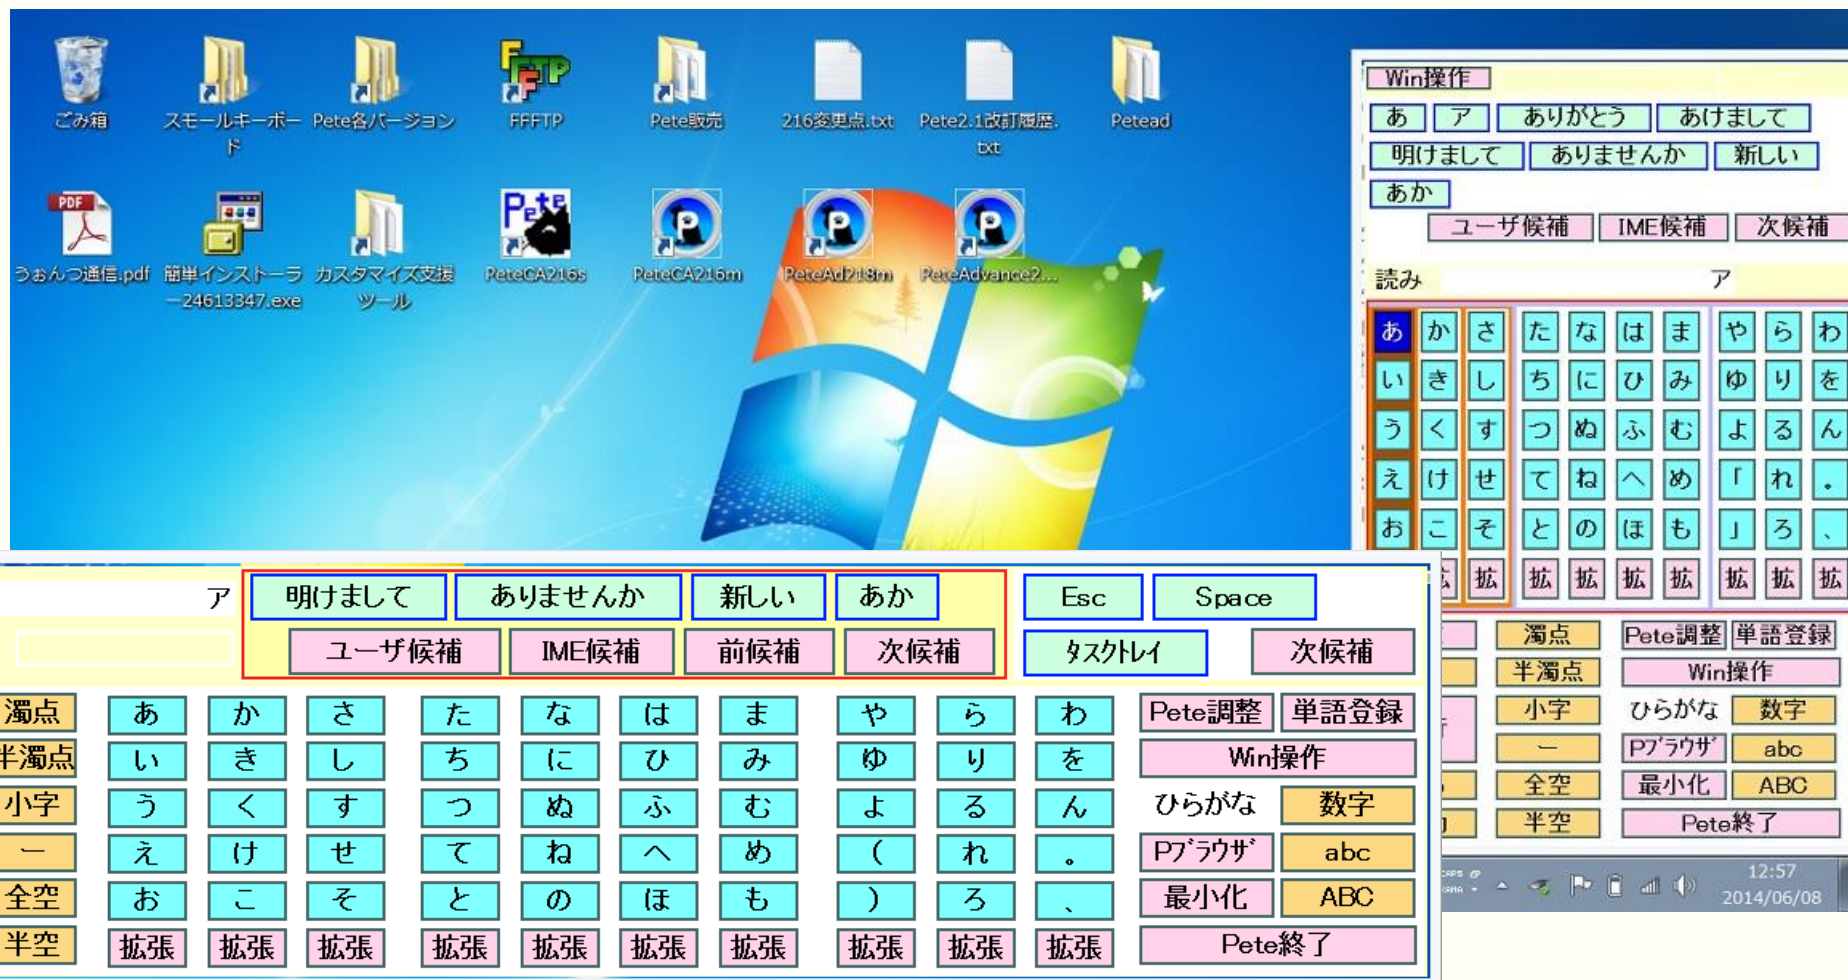 ごみ箱
スモールキーボード
Pete各バージョン
FFFTP
Pete販売
216変更点.txt
Pete2.1改訂履歴.txt
Petead
うぉんつ通信.pdf
簡単インストーラー24613347.exe
カスタマイズ支援ツール
PeteCA216s
PeteCA216m
PeteAd218m
PeteAdvance2...
Win操作
あ ア ありがとう あけまして
明けまして ありませんか 新しい
あか
ユーザ候補 IME候補 次候補
読み ア
あ か さ た な は ま や ら わ
い き し ち に ひ み ゆ り を
う く す つ ぬ ふ む よ る ん
え け せ て ね へ め 「 れ 。
お こ そ と の ほ も 」 ろ 、
拡 拡 拡 拡 拡 拡 拡 拡
濁点 Pete調整 単語登録
半濁点 Win操作
小字 ひらがな 数字
ー Pﾌﾞﾗｳｻﾞ abc
全空 最小化 ABC
半空 Pete終了
12:57
2014/06/08
ア 明けまして ありませんか 新しい あか Esc Space
ユーザ候補 IME候補 前候補 次候補 ﾀｽｸﾄﾚｲ 次候補
濁点 あ か さ た な は ま や ら わ Pete調整 単語登録
半濁点 い き し ち に ひ み ゆ り を Win操作
小字 う く す つ ぬ ふ む よ る ん ひらがな 数字
ー え け せ て ね へ め ( れ 。 Pﾌﾞﾗｳｻﾞ abc
全空 お こ そ と の ほ も ) ろ 、 最小化 ABC
半空 拡張 拡張 拡張 拡張 拡張 拡張 拡張 拡張 拡張 拡張 Pete終了